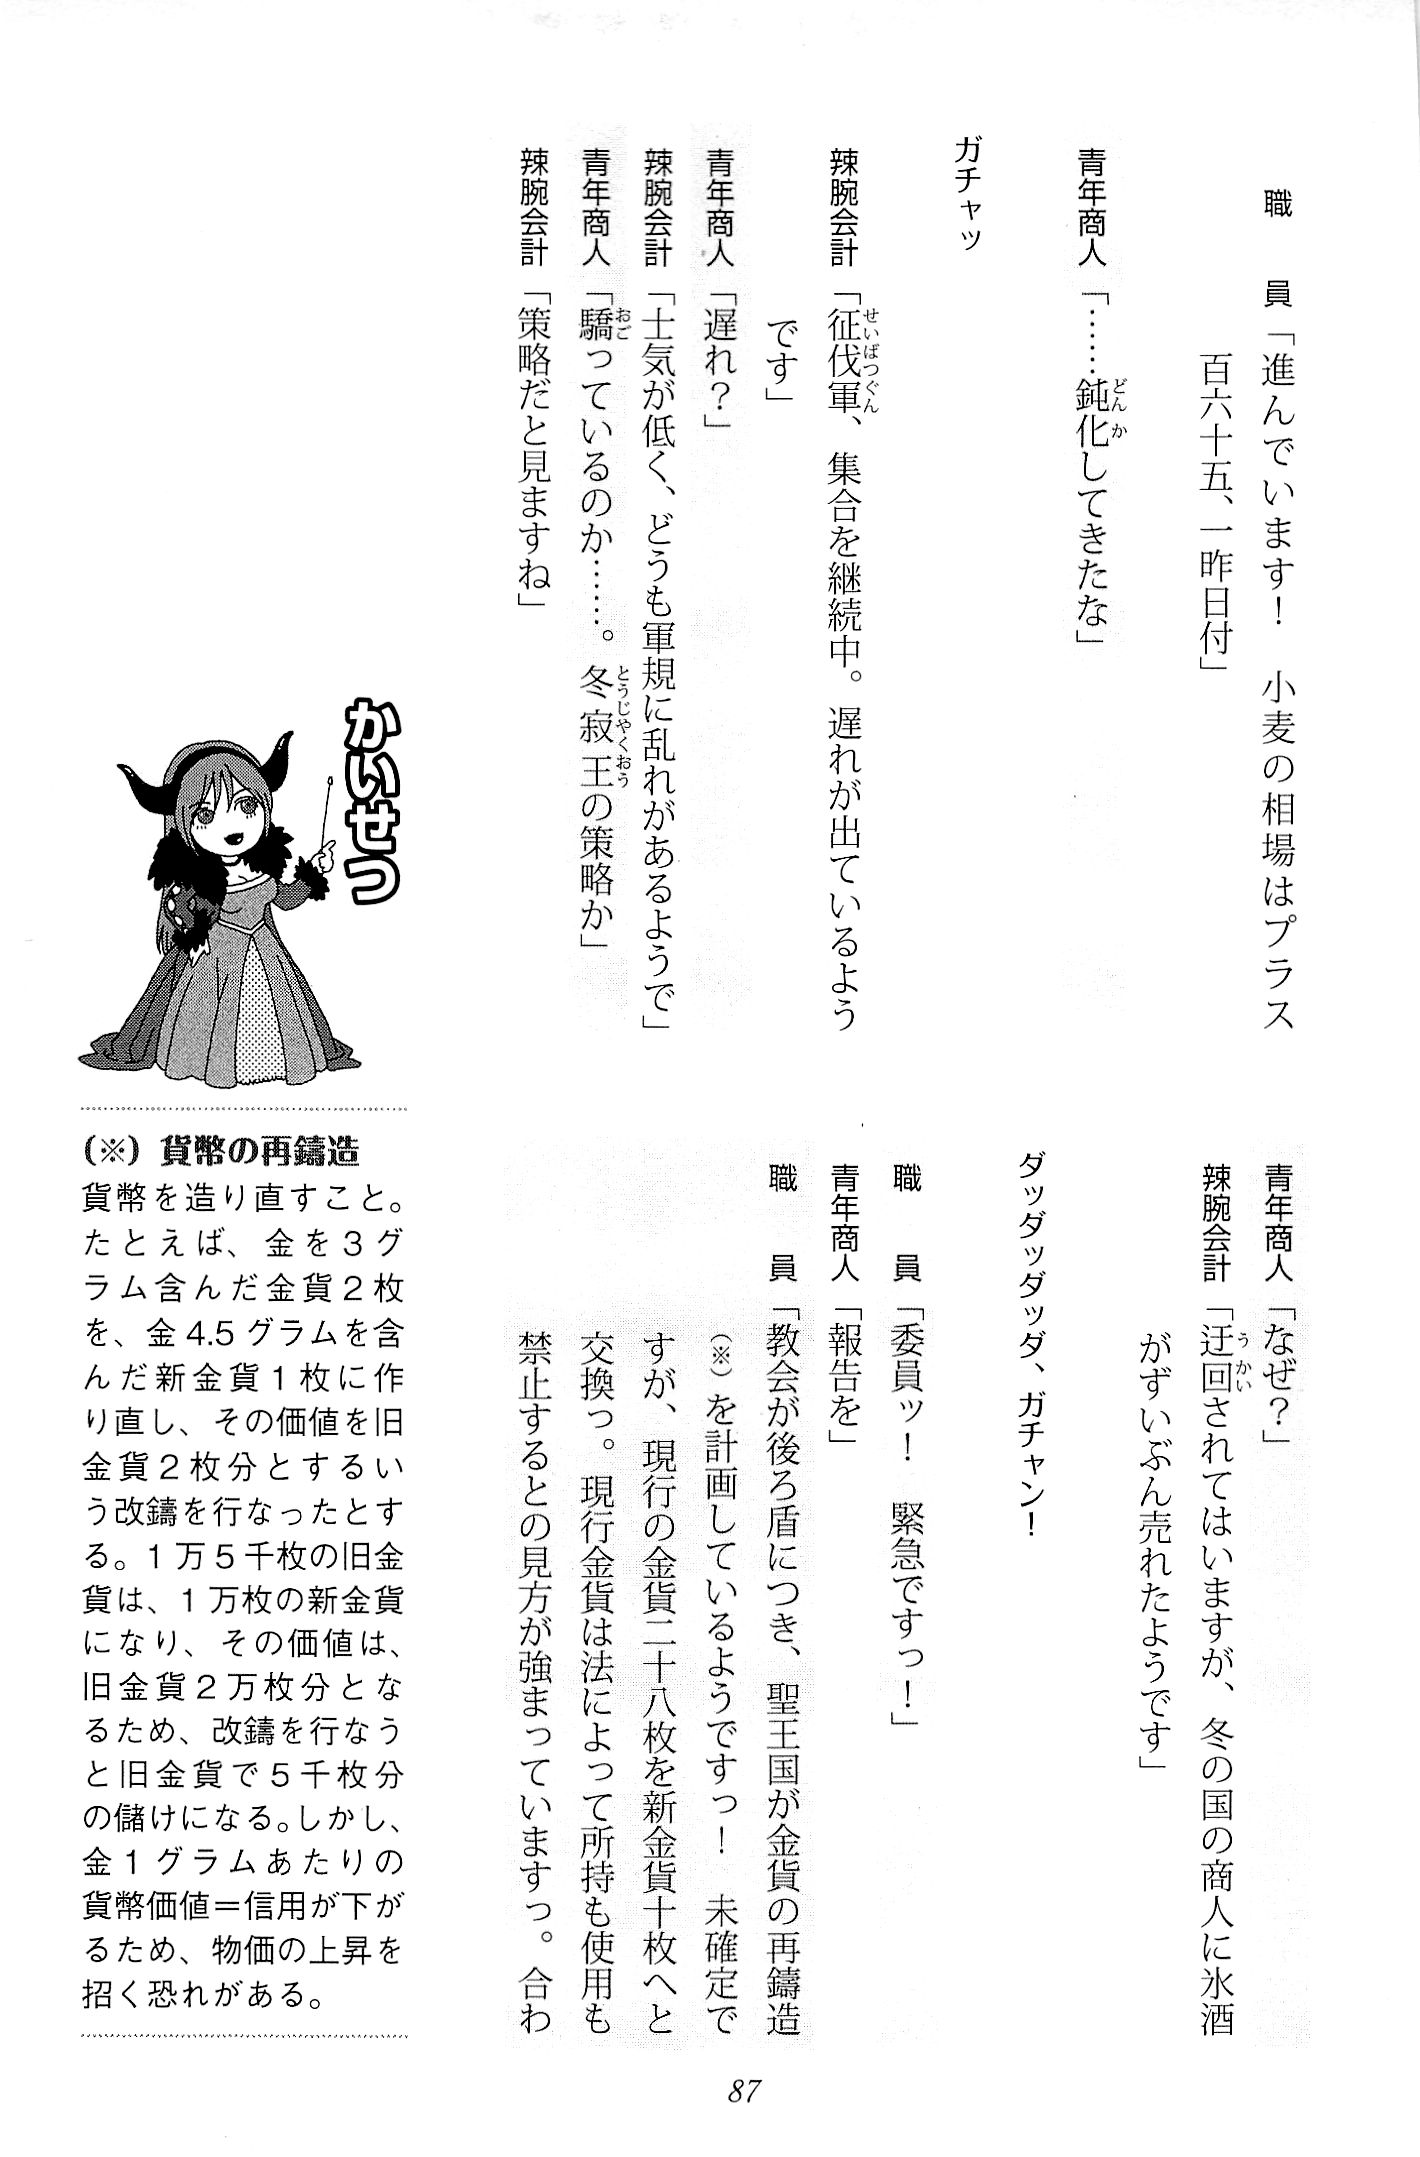 職　員「進んでいます！　小麦の相場はプラス
百六十五、一昨日付」
青年商人「……鈍化してきたな」
ガチャッ
辣腕会計「征伐軍、集合を継続中。遅れが出ているよう
です」
青年商人「遅れ？」
辣腕会計「士気が低く、どうも軍規に乱れがあるようで」
青年商人「驕っているのか……。冬寂王の策略か」
辣腕会計「策略だと見ますね」
青年商人「なぜ？」
辣腕会計「迂回されてはいますが、冬の国の商人に氷酒
がずいぶん売れたようです」
ダッダッダッダ、ガチャン！
職　員「委員ッ！　緊急ですっ！」
青年商人「報告を」
職　員「教会が後ろ盾につき、聖王国が金貨の再鋳造
（※）を計画しているようですっ！　未確定で
すが、現行の金貨二十八枚を新金貨十枚へと
交換っ。現行金貨は法によって所持も使用も
禁止するとの見方が強まっていますっ。合わ
かいせつ
（※）貨幣の再鋳造
貨幣を造り直すこと。
たとえば、金を３グ
ラム含んだ金貨２枚
を、金4.5グラムを含
んだ新金貨１枚に作
り直し、その価値を旧
金貨２枚分とするい
う改鋳を行なったとす
る。１万５千枚の旧金
貨は、１万枚の新金貨
になり、その価値は、
旧金貨２万枚分とな
るため、改鋳を行なう
と旧金貨で５千枚分
の儲けになる。しかし、
金１グラムあたりの
貨幣価値＝信用が下が
るため、物価の上昇を
招く恐れがある。
87